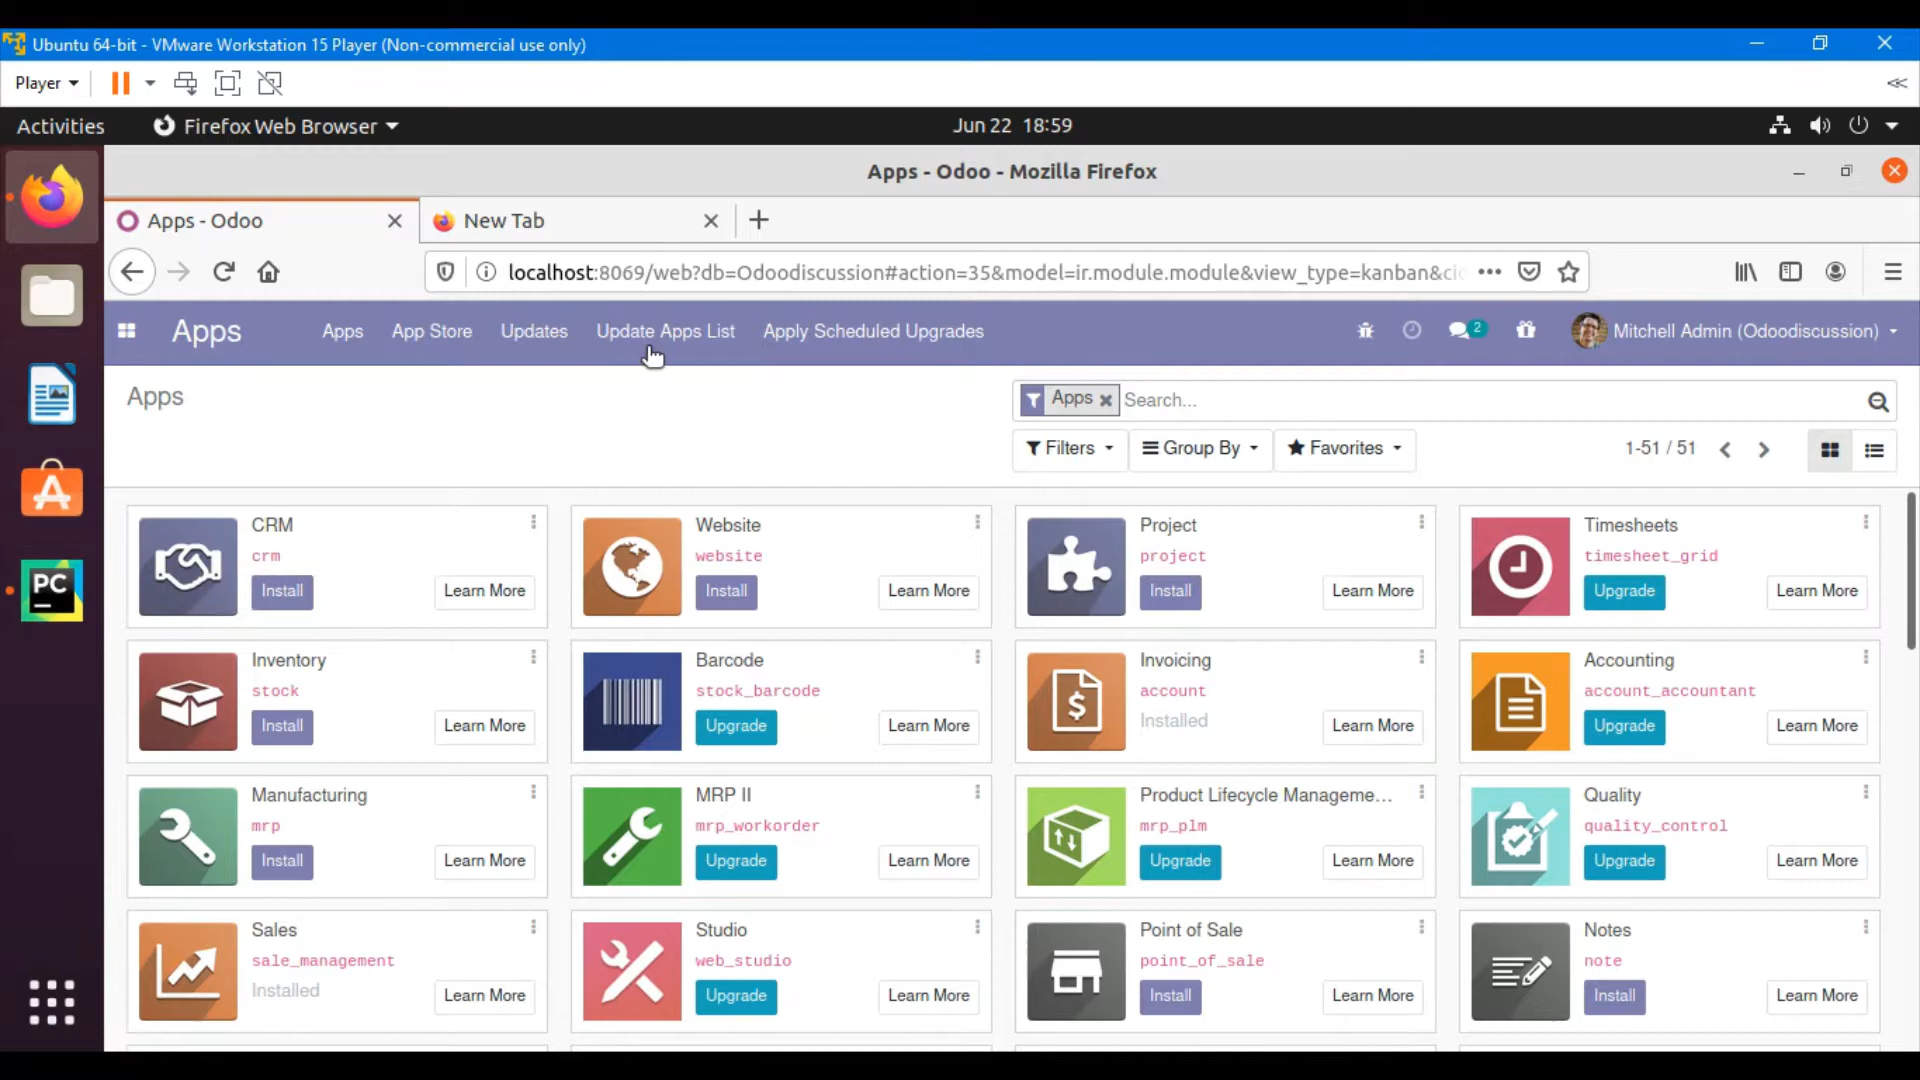 Ubuntu 64-bit - VMware Workstation 15 Player (Non-commercial use only)
Player
Activities Firefox Web Browser Jun 22 18:59
Apps - Odoo - Mozilla Firefox
Apps - Odoo New Tab
localhost:8069/web?db=Odoodiscussion#action=35&model=ir.module.module&view_type=kanban&
Apps Apps App Store Updates Update Apps List Apply Scheduled Upgrades 2 Mitchell Admin (Odoodiscussion)
Apps Apps Search...
Filters Group By Favorites 1-51 / 51
CRM Website Project Timesheets
crm website project timesheet_grid
Install Learn More Install Learn More Install Learn More Upgrade Learn More
Inventory Barcode Invoicing Accounting
stock stock_barcode account account_accountant
Install Learn More Upgrade Learn More Installed Learn More Upgrade Learn More
Manufacturing MRP II Product Lifecycle Manageme... Quality
mrp mrp_workorder mrp_plm quality_control
Install Learn More Upgrade Learn More Upgrade Learn More Upgrade Learn More
Sales Studio Point of Sale Notes
sale_management web_studio point_of_sale note
Installed Learn More Upgrade Learn More Install Learn More Install Learn More
PC